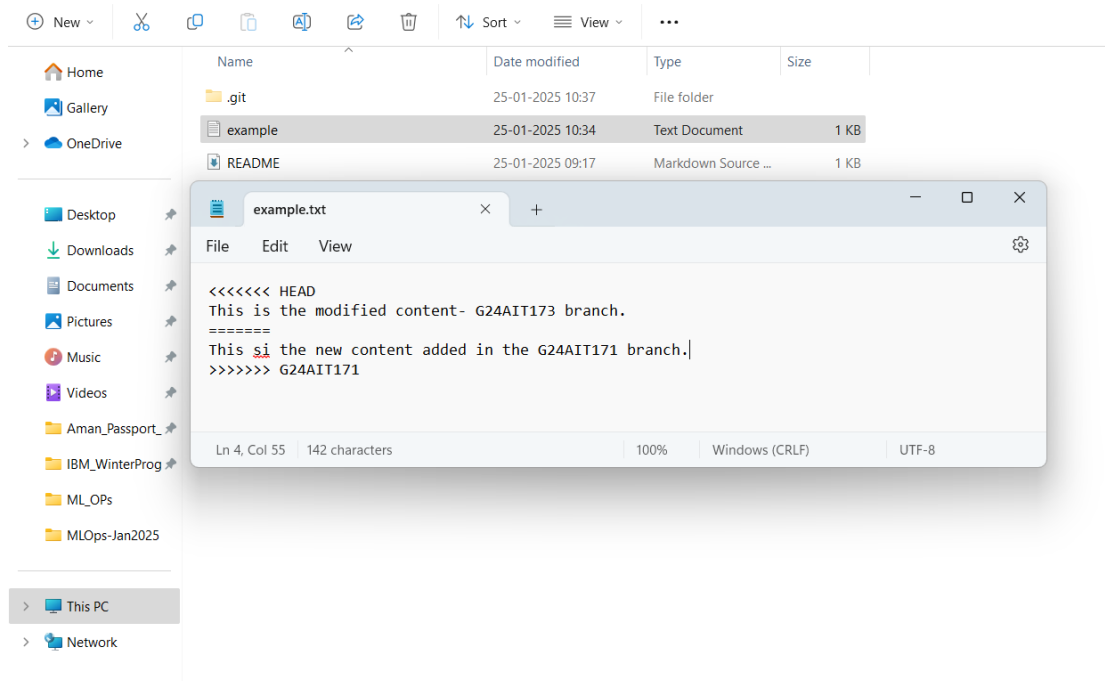 New
Sort
View
Name
Date modified
Type
Size
Home
Gallery
OneDrive
Desktop
Downloads
Documents
Pictures
Music
Videos
Aman_Passport_
IBM_WinterProg
ML_OPs
MLOps-Jan2025
This PC
Network
.git 25-01-2025 10:37 File folder
example 25-01-2025 10:34 Text Document 1 KB
README 25-01-2025 09:17 Markdown Source ... 1 KB
example.txt
File Edit View
<<<<<<< HEAD
This is the modified content- G24AIT173 branch.
=======
This si the new content added in the G24AIT171 branch.
>>>>>>> G24AIT171
Ln 4, Col 55 142 characters 100% Windows (CRLF) UTF-8